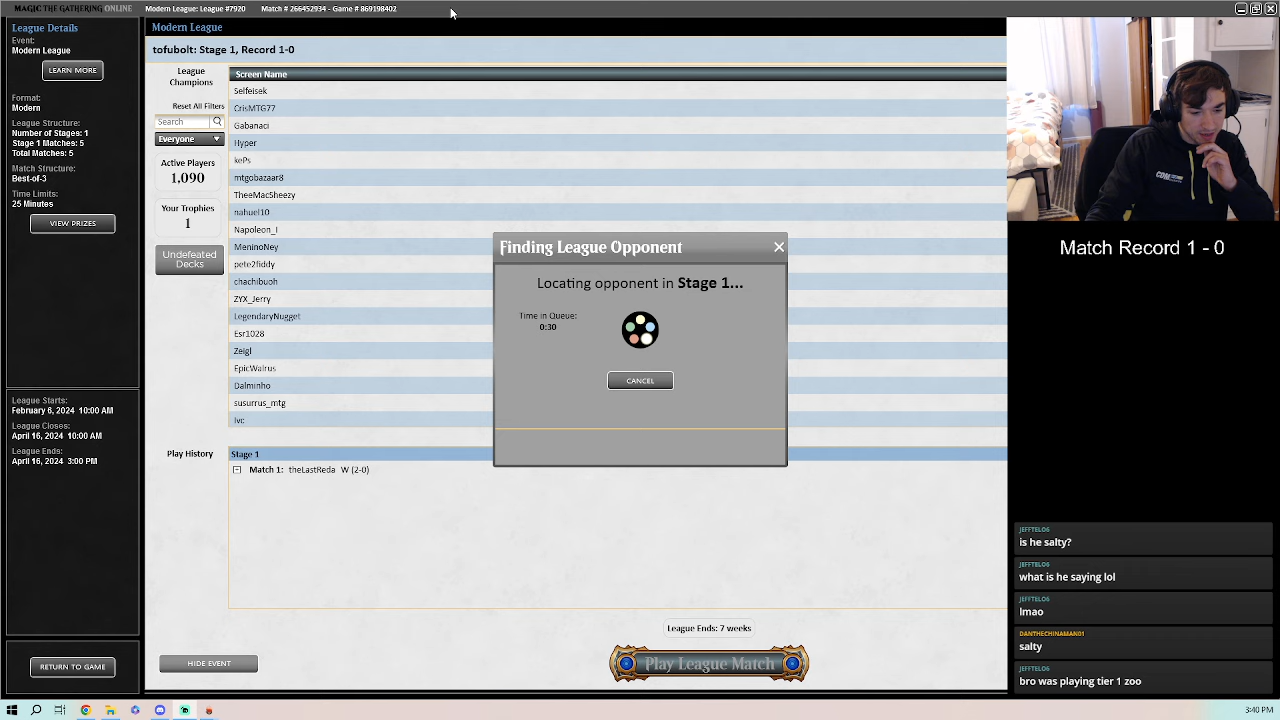 MAGIC THE GATHERING ONLINE
Modern League: League #7920
Match # 266452934 - Game # 869198402
League Details
Event:
Modern League
LEARN MORE
Format:
Modern
League Structure:
Number of Stages: 1
Stage 1 Matches: 5
Total Matches: 5
Match Structure:
Best-of-3
Time Limits:
25 Minutes
VIEW PRIZES
League Starts:
February 6, 2024 10:00 AM
League Closes:
April 16, 2024 10:00 AM
League Ends:
April 16, 2024 3:00 PM
RETURN TO GAME
Modern League
tofubolt: Stage 1, Record 1-0
League
Champions
Reset All Filters
Search
Everyone
Active Players
1,090
Your Trophies
1
Undefeated
Decks
Screen Name
Selfeisek
CrisMTG77
Gabanaci
Hyper
kePs
mtgobazaar8
TheeMacSheezy
nahuel10
Napoleon_I
MeninoNey
pete2fiddy
chachibuoh
ZYX_Jerry
LegendaryNugget
Esr1028
Zeigl
EpicWalrus
Dalminho
susurrus_mtg
Play History
Stage 1
Match 1: theLastReda W (2-0)
Finding League Opponent
Locating opponent in Stage 1...
Time in Queue:
0:30
CANCEL
League Ends: 7 weeks
HIDE EVENT
Play League Match
Match Record 1 - 0
JEFFTELO6
is he salty?
JEFFTELO6
what is he saying lol
JEFFTELO6
lmao
DANTHECHINAMAN01
salty
JEFFTELO6
bro was playing tier 1 zoo
3:40 PM